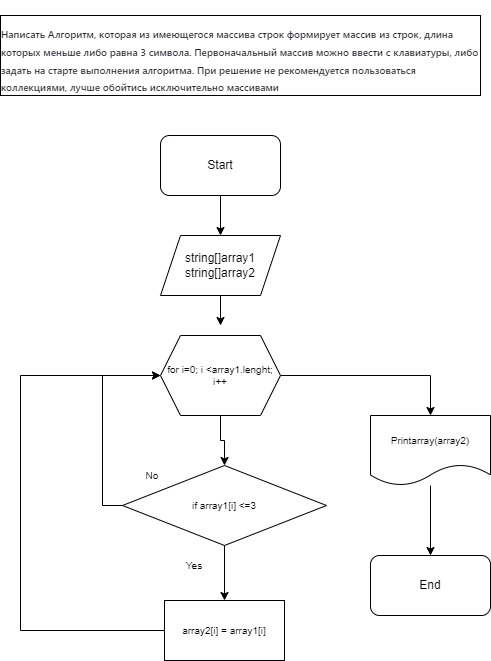 Написать Алгоритм, которая из имеющегося массива строк формирует массив из строк, длина
которых меньше либо равна 3 символа. Первоначальный массив можно ввести с клавиатуры, либо
задать на старте выполнения алгоритма. При решение не рекомендуется пользоваться
коллекциями, лучше обойтись исключительно массивами
Start
string[]array1
string[]array2
for i=0; i <array1.lenght;
i++
Printarray(array2)
No
if array1[i] <=3
Yes
End
array2[i] = array1[i]